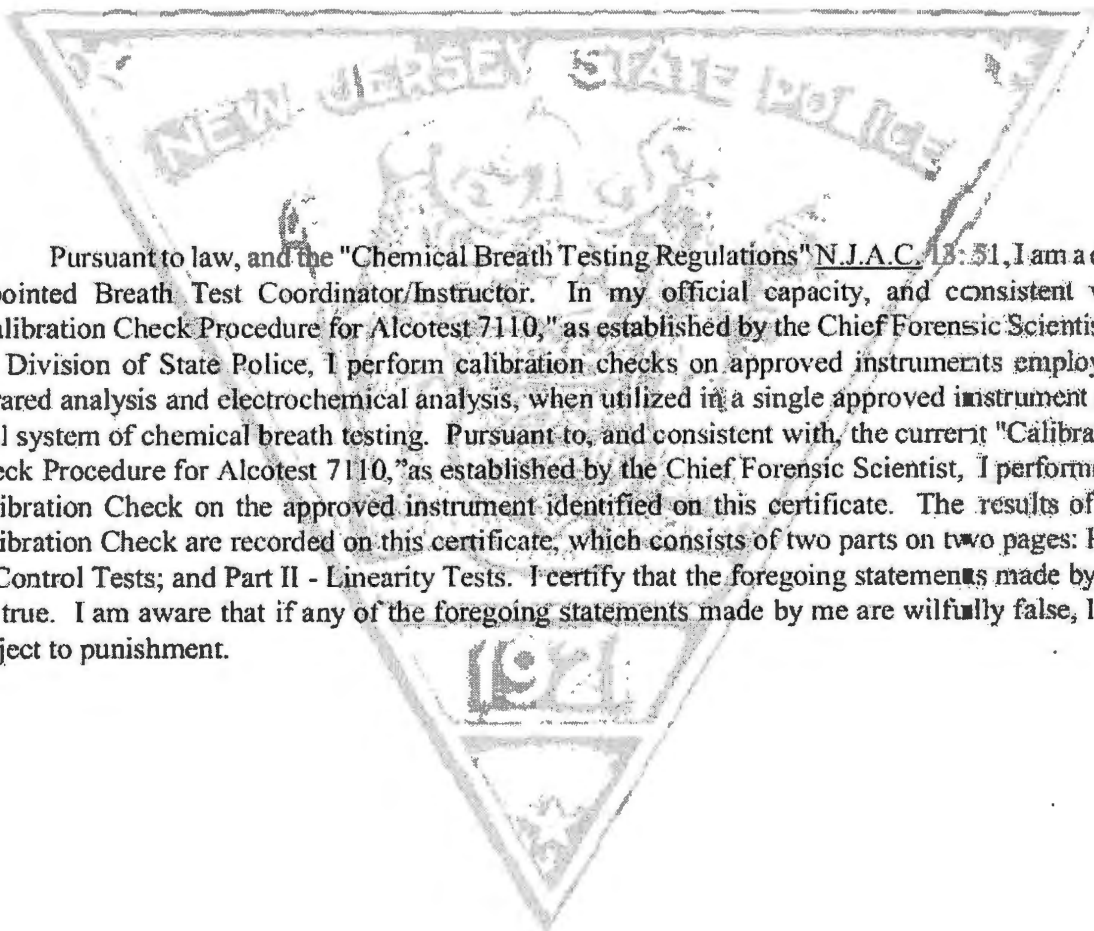 NEW JERSEY STATE POLICE
Pursuant to law, and the "Chemical Breath Testing Regulations" N.J.A.C. 13:51, I am a
pointed Breath Test Coordinator/Instructor. In my official capacity, and consistent
alibration Check Procedure for Alcotest 7110," as established by the Chief Forensic Scientis
Division of State Police, I perform calibration checks on approved instruments employ
rared analysis and electrochemical analysis, when utilized in a single approved instrument
l system of chemical breath testing. Pursuant to, and consistent with, the current "Calibra
eck Procedure for Alcotest 7110," as established by the Chief Forensic Scientist, I perform
ibration Check on the approved instrument identified on this certificate. The results of
ibration Check are recorded on this certificate, which consists of two parts on two pages:
Control Tests; and Part II - Linearity Tests. I certify that the foregoing statements made by
true. I am aware that if any of the foregoing statements made by me are wilfully false, I
ject to punishment.
1921